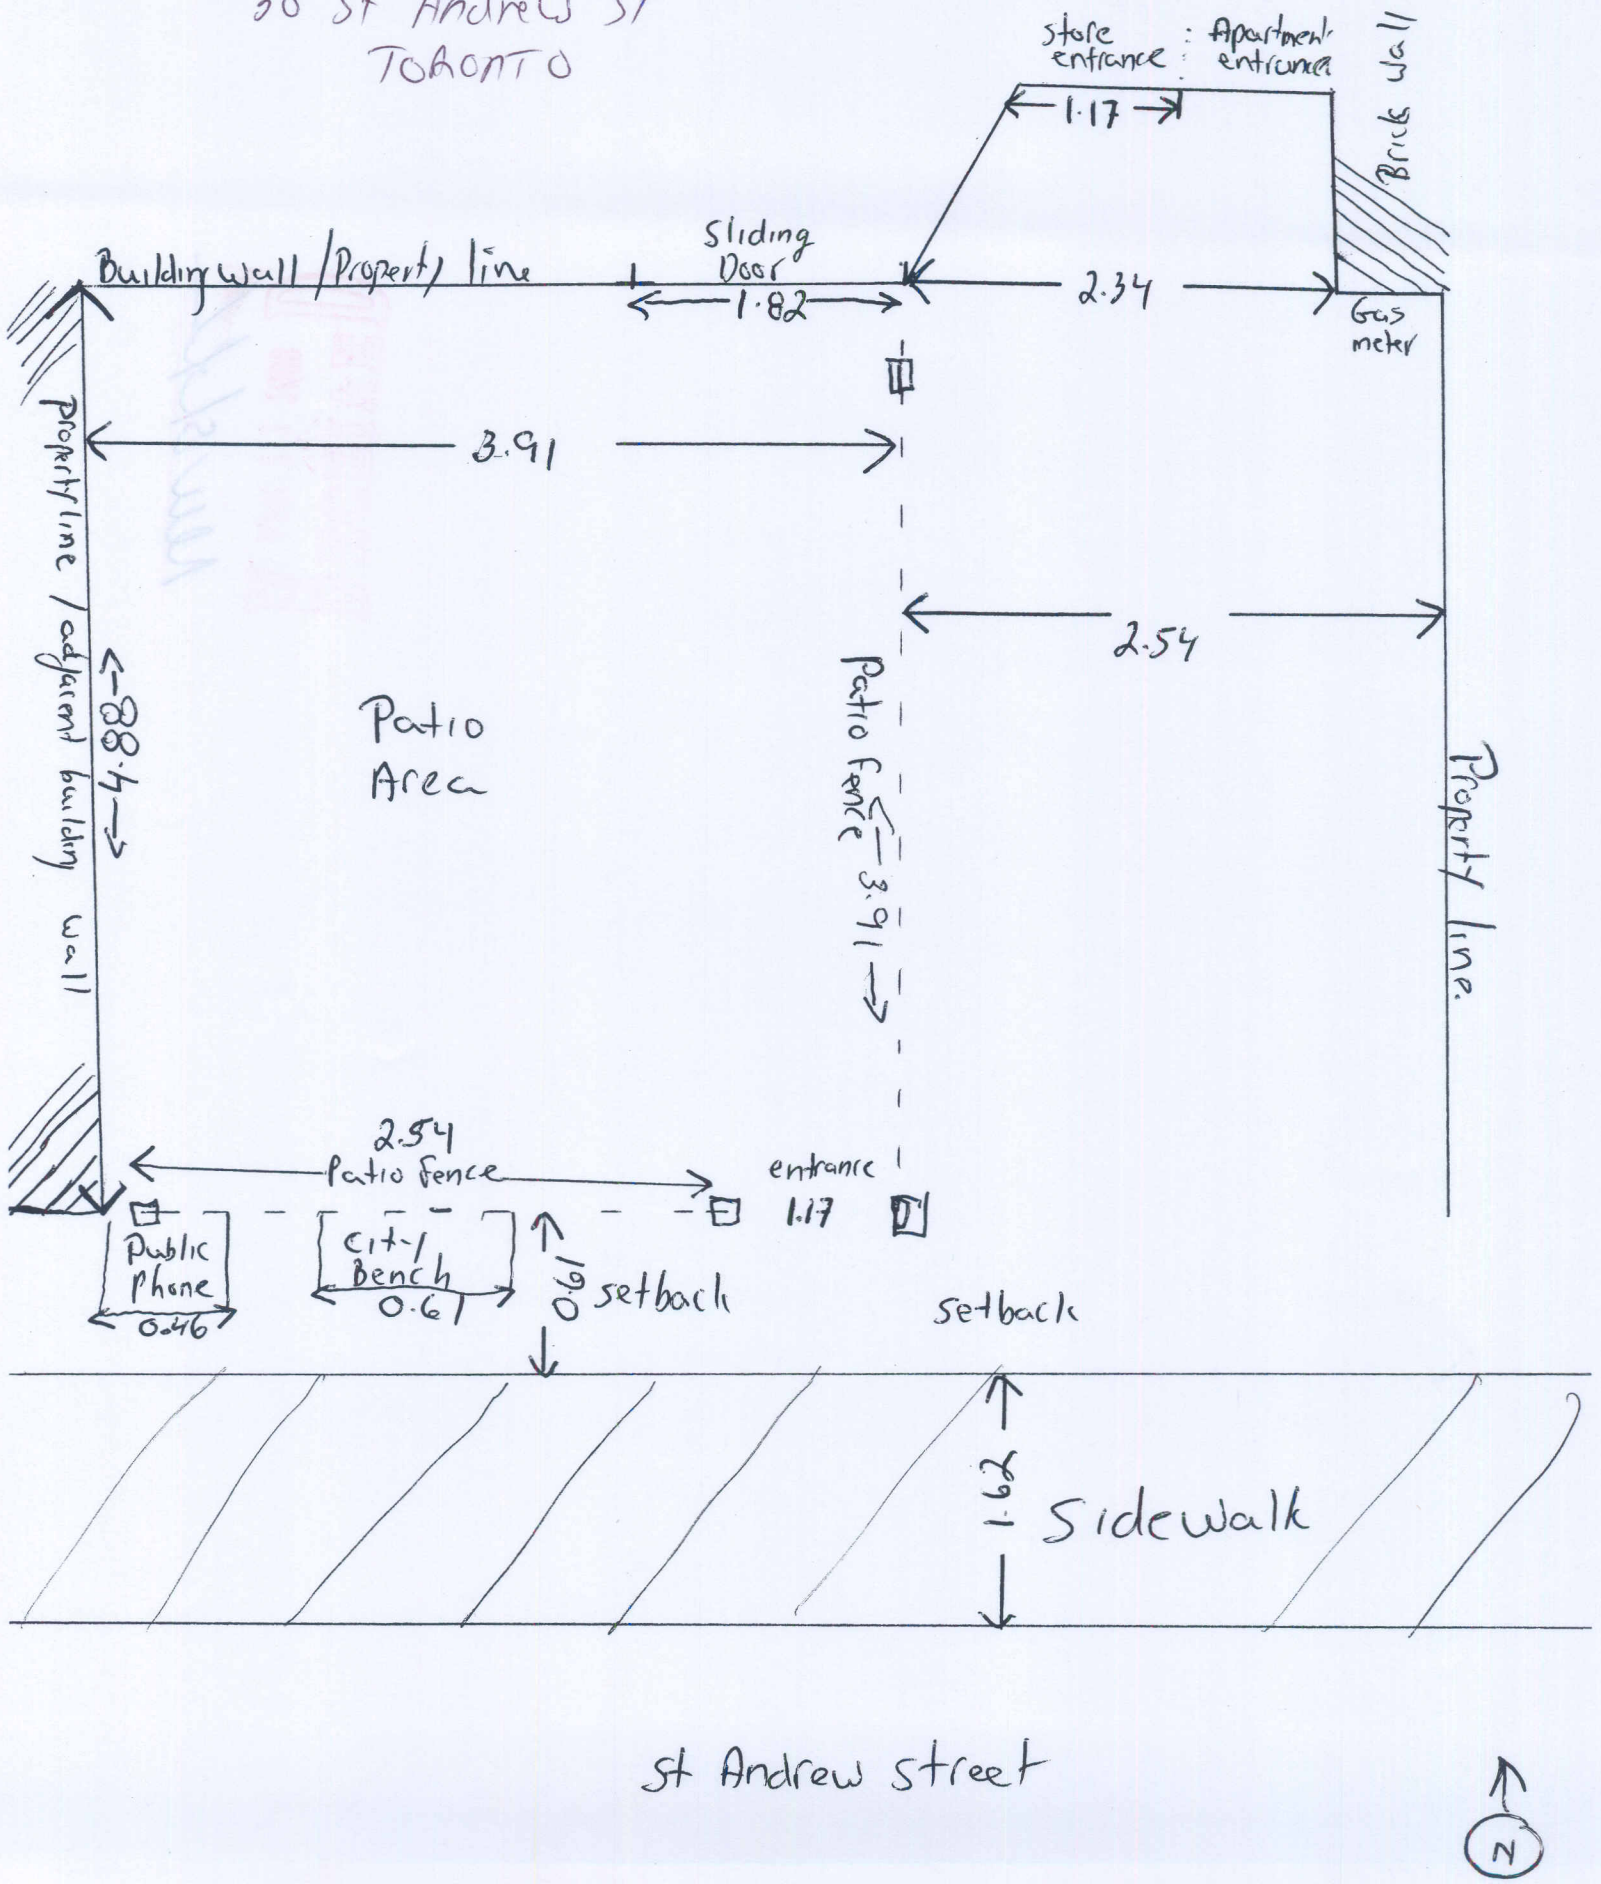 St Andrew St
TORONTO
store : Apartment
entrance : entrance
Brick wall
1.17
Building wall / Property line
Sliding
Door
1.82
2.34
Gas
meter
3.91
property line / adjacent building wall
4.88
Patio
Area
Patio fence
3.91
2.54
Property line.
2.54
Patio fence
entrance
1.17
Public
Phone
0.46
City
Bench
0.61
0.61
setback
setback
1.62
Sidewalk
St Andrew street
N